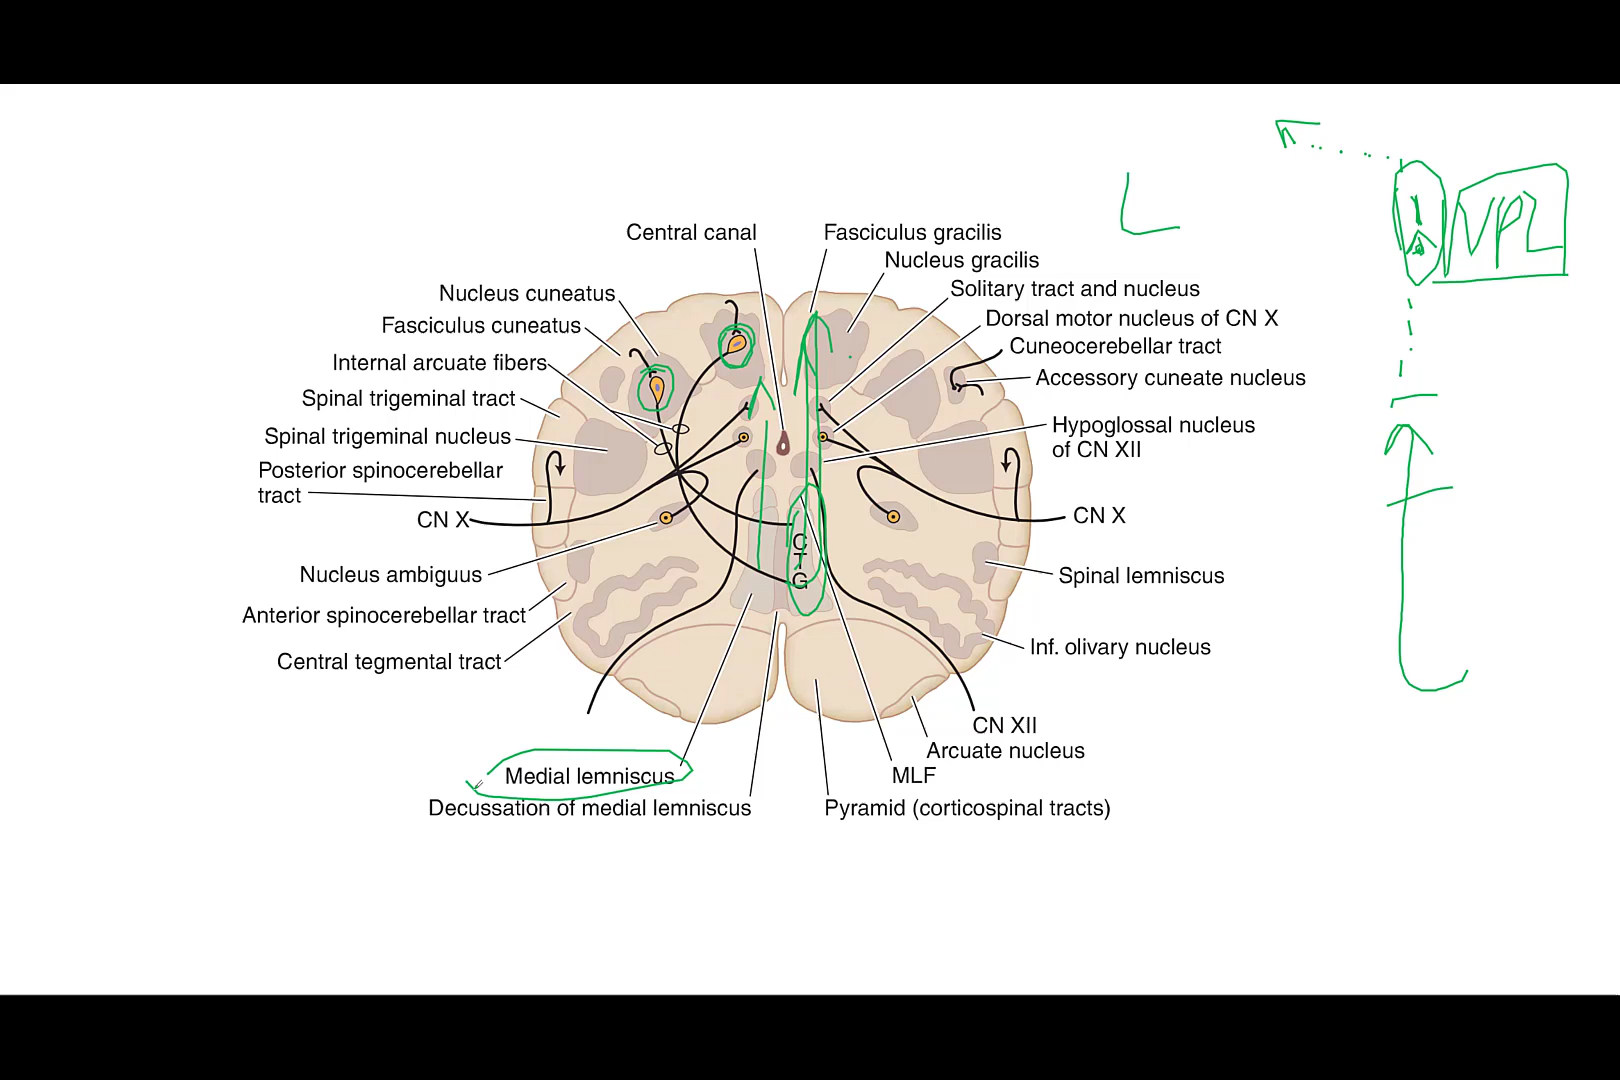 VPL
L
Central canal
Fasciculus gracilis
Nucleus gracilis
Solitary tract and nucleus
Dorsal motor nucleus of CN X
Cuneocerebellar tract
Accessory cuneate nucleus
Hypoglossal nucleus
of CN XII
CN X
Spinal lemniscus
Inf. olivary nucleus
CN XII
Arcuate nucleus
MLF
Pyramid (corticospinal tracts)
Nucleus cuneatus
Fasciculus cuneatus
Internal arcuate fibers
Spinal trigeminal tract
Spinal trigeminal nucleus
Posterior spinocerebellar
tract
CN X
Nucleus ambiguus
Anterior spinocerebellar tract
Central tegmental tract
Medial lemniscus
Decussation of medial lemniscus
C
T
G